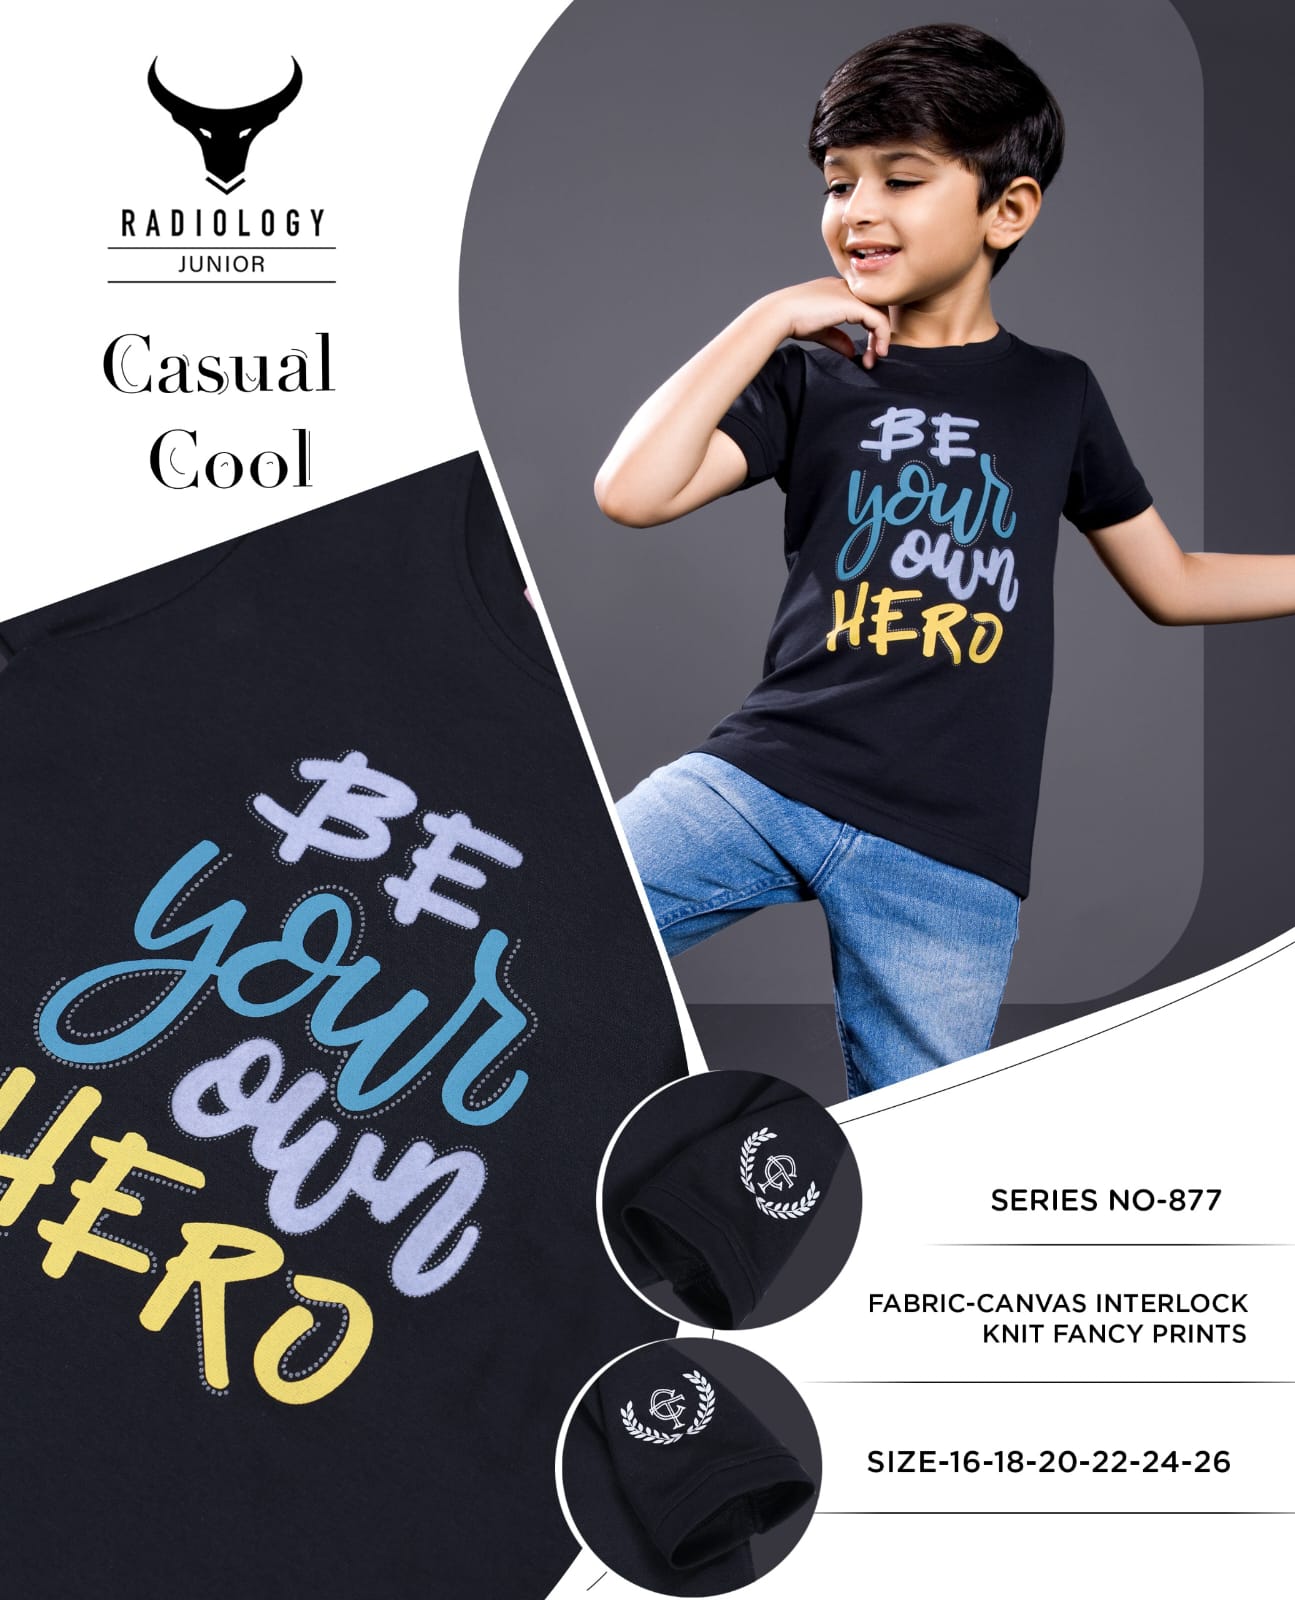 RADIOLOGY
JUNIOR
Casual
Cool
BE
your
own
HERO
BE
your
own
HERO
SERIES NO-877
FABRIC-CANVAS INTERLOCK
KNIT FANCY PRINTS
SIZE-16-18-20-22-24-26